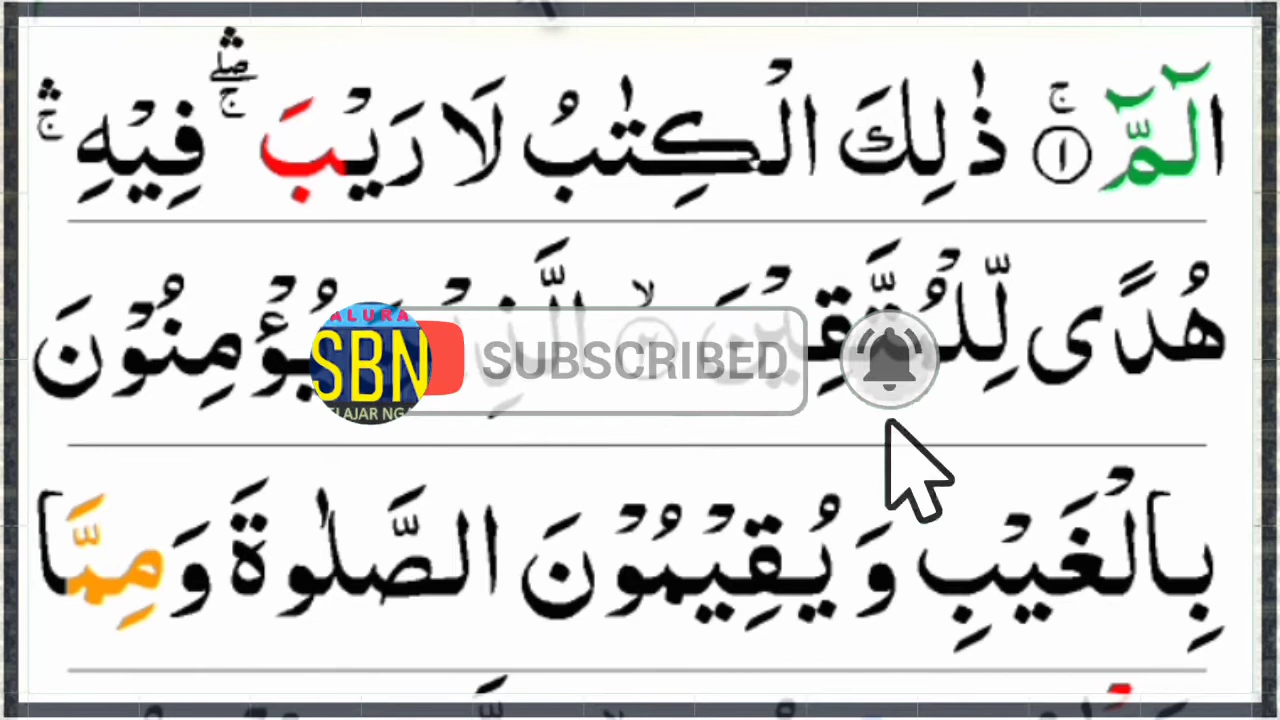 الٓمّٓ ۚ ١ ذٰلِكَ الْكِتٰبُ لَا رَيْبَ ۛ ۖ ۚ فِيْهِ ۛ ۚ
هُدًى لِّلْمُتَّقِيْنَ ۙ ٢ الَّذِيْنَ يُؤْمِنُوْنَ
بِالْغَيْبِ وَ يُقِيْمُوْنَ الصَّلٰوةَ وَمِمَّا
SBN
SUBSCRIBED